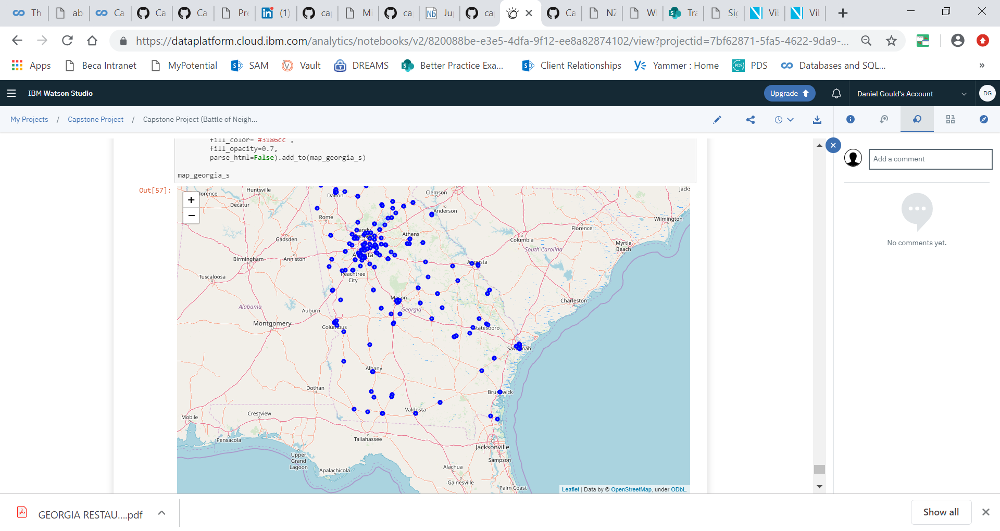 Th
ab
Ca
Ca
Ca
Pre
(1)
ca
Mi
ca
Ju
ca
Ca
NZ
W
Tra
Sig
Vil
Vil
https://dataplatform.cloud.ibm.com/analytics/notebooks/v2/820088be-e3e5-4dfa-9f12-ee8a82874102/view?projectid=7bf62871-5fa5-4622-9da9-...
Apps
Beca Intranet
MyPotential
SAM
Vault
DREAMS
Better Practice Exa...
Client Relationships
Yammer : Home
PDS
Databases and SQL...
»
IBM Watson Studio
Upgrade
Daniel Gould's Account
DG
My Projects / Capstone Project / Capstone Project (Battle of Neigh...
fill_color='#3186cc',
fill_opacity=0.7,
parse_html=False).add_to(map_georgia_s)
map_georgia_s
Out[57]:
+
−
lorence
Huntsville
Decatur
Dalton
Clemson
Jacks
Anderson
Rome
Wilmington
Florence
Gadsden
Athens
Columbia
South Carolina
Myrtle
Beach
Birmingham
Anniston
Augusta
Tuscaloosa
Peachtree
City
Macon
Charleston
Alabama
Auburn
Georgia
Montgomery
Columbus
Statesboro
Savannah
Albany
Dothan
Brunswick
Valdosta
Mobile
Crestview
Pensacola
Tallahassee
Jacksonville
Upper
Grand
Lagoon
Sampson
Apalachicola
Alachua
Gainesville
Palm Coast
Leaflet | Data by © OpenStreetMap, under ODbL.
Add a comment
No comments yet.
GEORGIA RESTAU....pdf
Show all